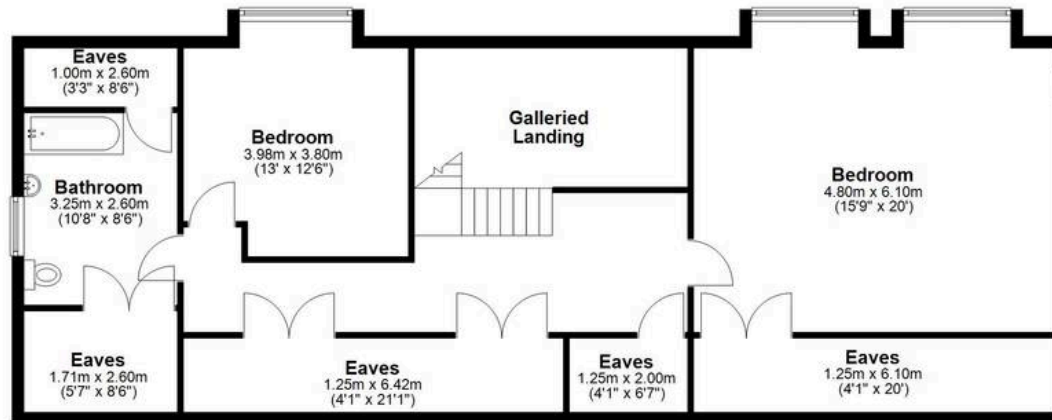 Eaves
1.00m x 2.60m
(3'3" x 8'6")
Bedroom
3.98m x 3.80m
(13' x 12'6")
Galleried
Landing
Bathroom
3.25m x 2.60m
(10'8" x 8'6")
Bedroom
4.80m x 6.10m
(15'9" x 20')
Eaves
1.71m x 2.60m
(5'7" x 8'6")
Eaves
1.25m x 6.42m
(4'1" x 21'1")
Eaves
1.25m x 2.00m
(4'1" x 6'7")
Eaves
1.25m x 6.10m
(4'1" x 20')